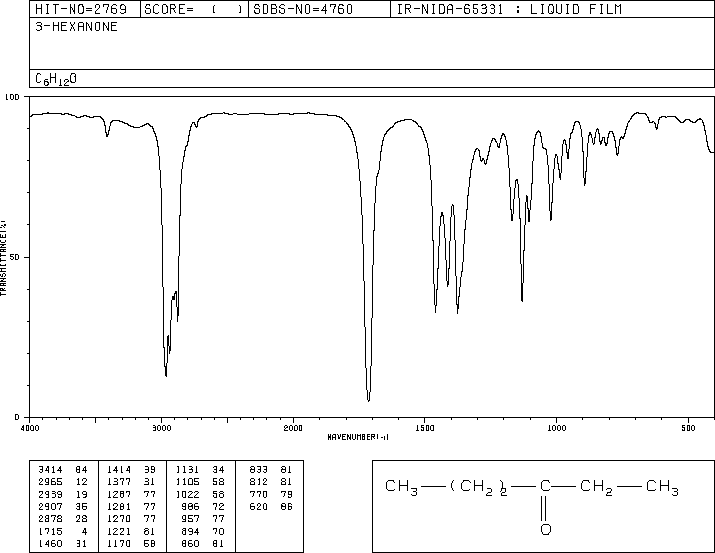 HIT-NO=2769 SCORE= ( ) SDBS-NO=4760 IR-NIDA-65331 : LIQUID FILM
3-HEXANONE
C6H12O
100
50
0
TRANSMITTANCE(%)
4000 3000 2000 1500 1000 500
WAVENUMBER(-1)
3414 84 1414 39 1131 34 833 81
2965 12 1377 31 1105 58 812 81
2939 19 1287 77 1022 58 770 79
2907 35 1281 77 986 72 620 86
2878 28 1270 77 957 77
1715 4 1221 81 894 70
1460 31 1170 58 860 81
CH3 (CH2)2 C CH2 CH3
O